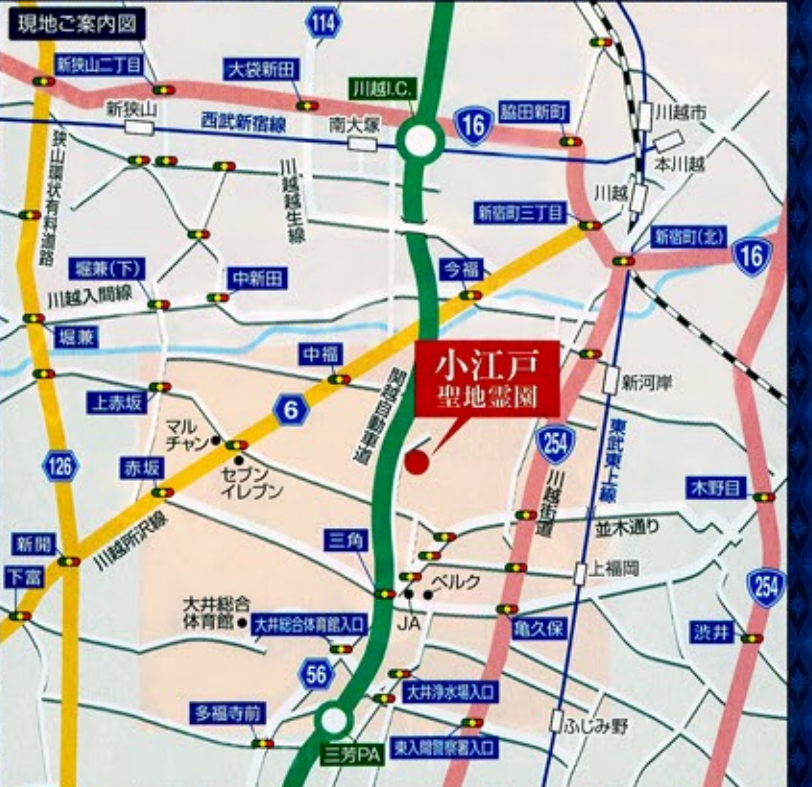 現地ご案内図
114
新狭山二丁目
大袋新田
川越I.C.
16
脇田新町
川越市
本川越
新狭山
西武新宿線
南大塚
狭山環状有料道路
川越越生線
川越
新宿町三丁目
新宿町(北)
16
堀兼(下)
中新田
今福
川越入間線
堀兼
中福
小江戸
聖地霊園
新河岸
上赤坂
関越自動車道
6
マル
チャン
セブン
イレブン
254
東武東上線
126
赤坂
川越街道
木野目
並木通り
新開
川越所沢線
三角
上福岡
下富
ベルク
254
大井総合
体育館
大井総合体育館入口
JA
亀久保
渋井
56
大井浄水場入口
多福寺前
ふじみ野
三芳PA
東入間警察署入口